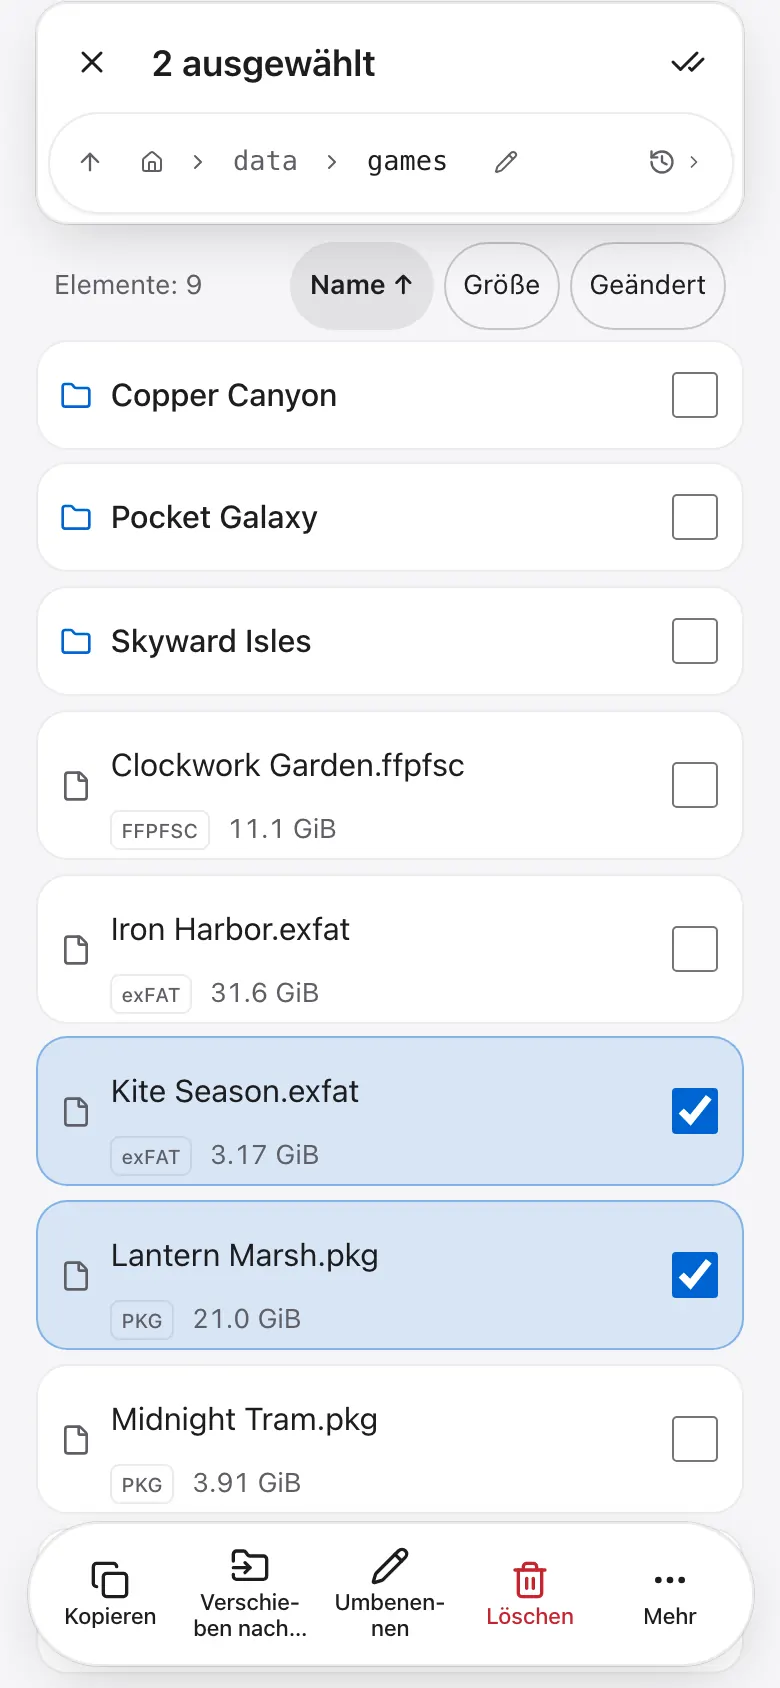 2 ausgewählt
data
games
Elemente: 9
Name ↑
Größe
Geändert
Copper Canyon
Pocket Galaxy
Skyward Isles
Clockwork Garden.ffpfsc
FFPFSC 11.1 GiB
Iron Harbor.exfat
exFAT 31.6 GiB
Kite Season.exfat
exFAT 3.17 GiB
Lantern Marsh.pkg
PKG 21.0 GiB
Midnight Tram.pkg
PKG 3.91 GiB
Kopieren
Verschie-
ben nach...
Umbenen-
nen
Löschen
Mehr